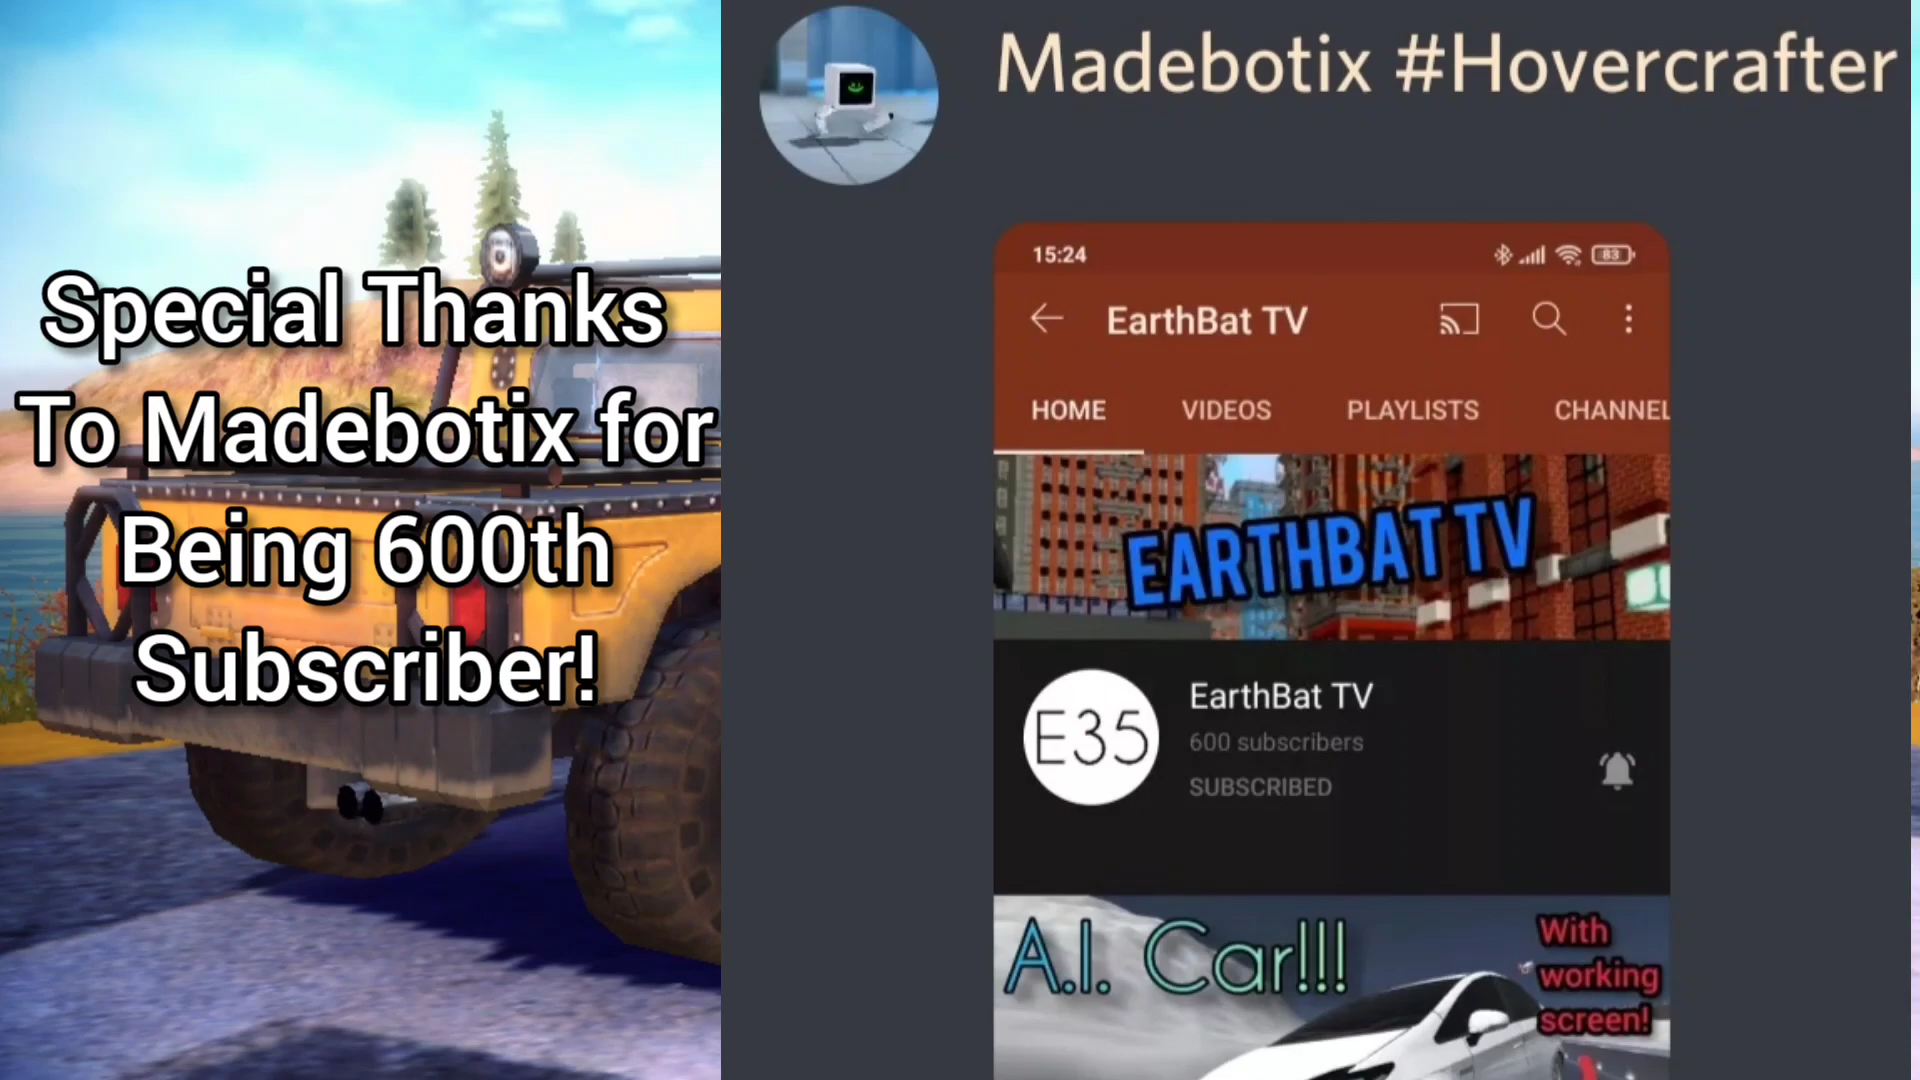 Special Thanks
To Madebotix for
Being 600th
Subscriber!
Madebotix #Hovercrafter
15:24
83
EarthBat TV
HOME
VIDEOS
PLAYLISTS
CHANNEL
EARTHBAT TV
E35
EarthBat TV
600 subscribers
SUBSCRIBED
A.I. Car!!!
With
working
screen!